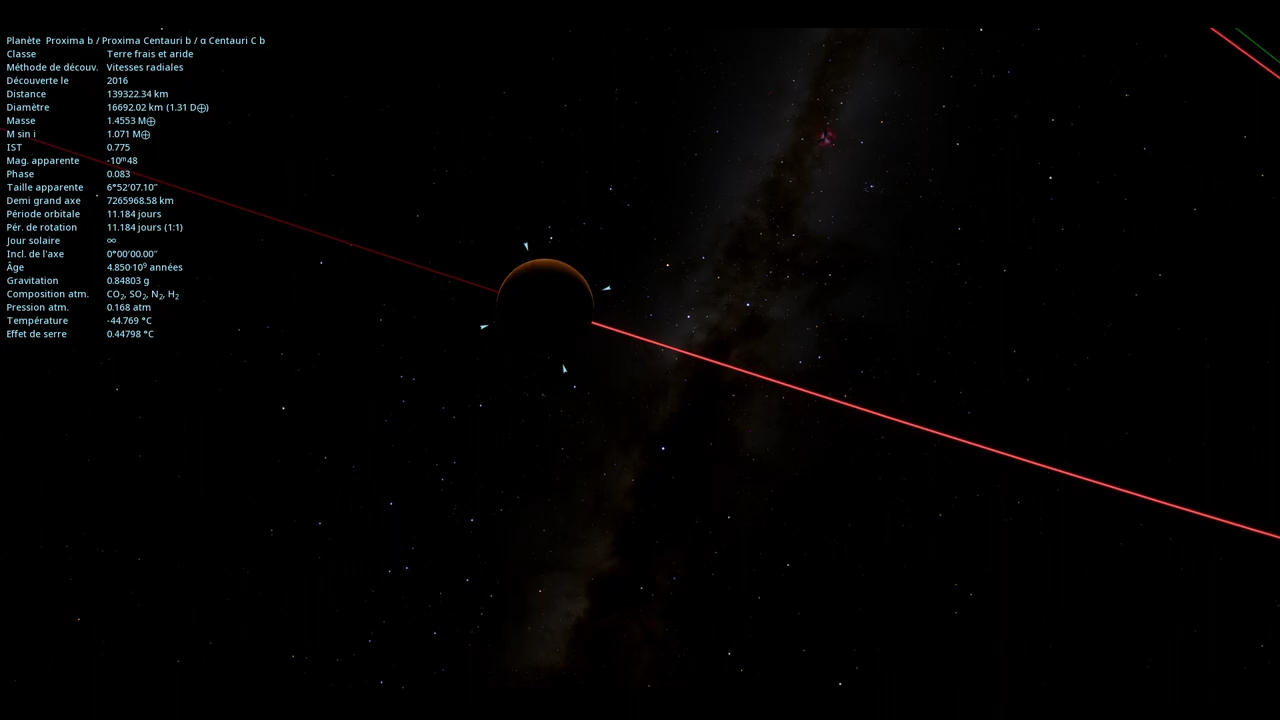 Planète Proxima b / Proxima Centauri b / α Centauri C b
Classe Terre frais et aride
Méthode de découv. Vitesses radiales
Découverte le 2016
Distance 139322.34 km
Diamètre 16692.02 km (1.31 D⊕)
Masse 1.4553 M⊕
M sin i 1.071 M⊕
IST 0.775
Mag. apparente -10ᵐ48
Phase 0.083
Taille apparente 6°52′07.10″
Demi grand axe 7265968.58 km
Période orbitale 11.184 jours
Pér. de rotation 11.184 jours (1:1)
Jour solaire ∞
Incl. de l'axe 0°00′00.00″
Âge 4.850·10⁹ années
Gravitation 0.84803 g
Composition atm. CO₂, SO₂, N₂, H₂
Pression atm. 0.168 atm
Température -44.769 °C
Effet de serre 0.44798 °C